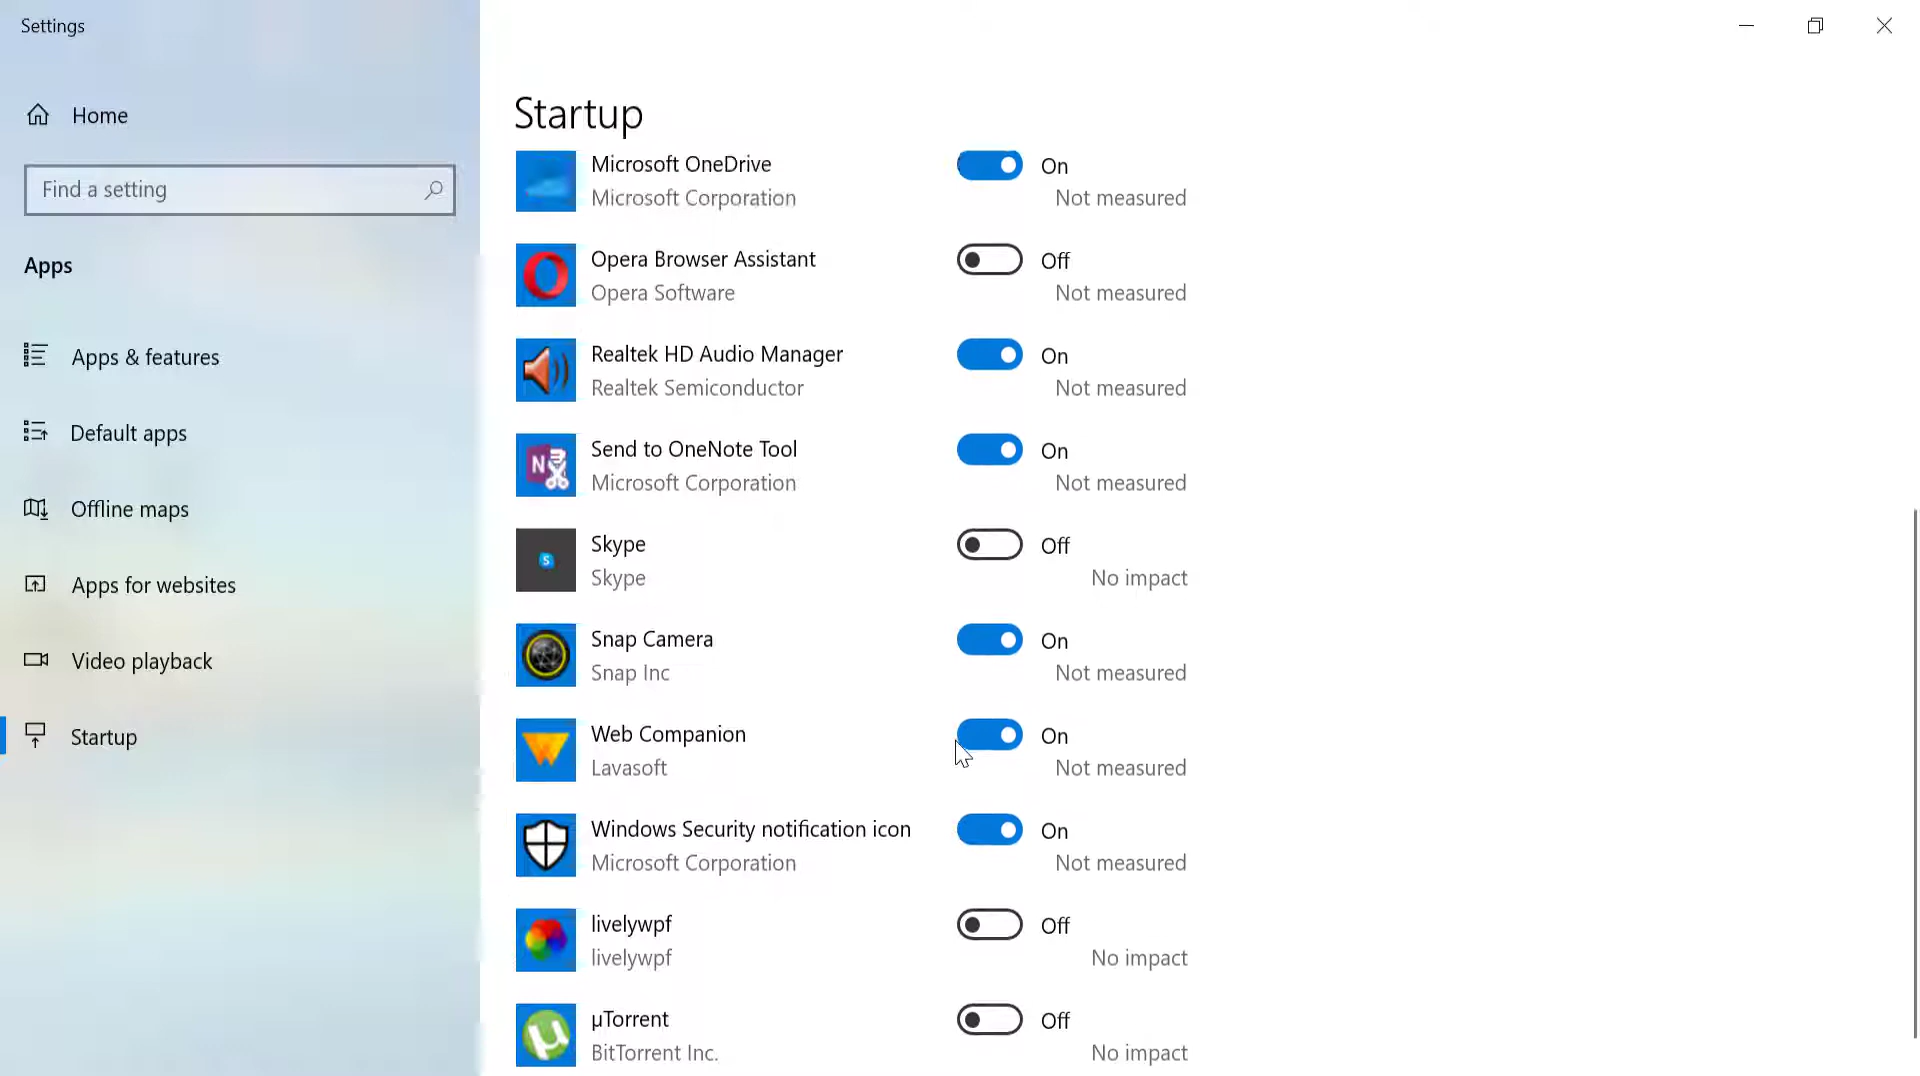 Settings
Home
Find a setting
Apps
Apps & features
Default apps
Offline maps
Apps for websites
Video playback
Startup
Startup
Microsoft OneDrive
On
Microsoft Corporation
Not measured
Opera Browser Assistant
Off
Opera Software
Not measured
Realtek HD Audio Manager
On
Realtek Semiconductor
Not measured
Send to OneNote Tool
On
Microsoft Corporation
Not measured
Skype
Off
Skype
No impact
Snap Camera
On
Snap Inc
Not measured
Web Companion
On
Lavasoft
Not measured
Windows Security notification icon
On
Microsoft Corporation
Not measured
livelywpf
Off
livelywpf
No impact
µTorrent
Off
BitTorrent Inc.
No impact